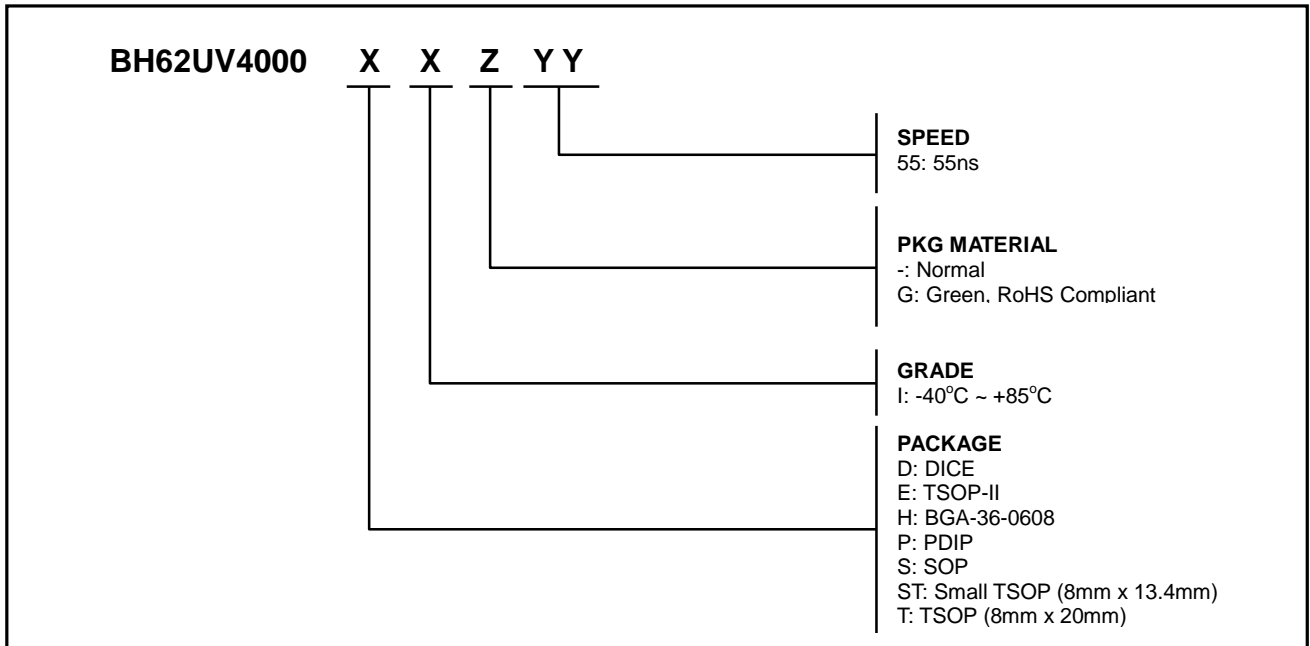 BH62UV4000 X X Z Y Y
SPEED
55: 55ns
PKG MATERIAL
-: Normal
G: Green, RoHS Compliant
GRADE
I: -40°C ~ +85°C
PACKAGE
D: DICE
E: TSOP-II
H: BGA-36-0608
P: PDIP
S: SOP
ST: Small TSOP (8mm x 13.4mm)
T: TSOP (8mm x 20mm)